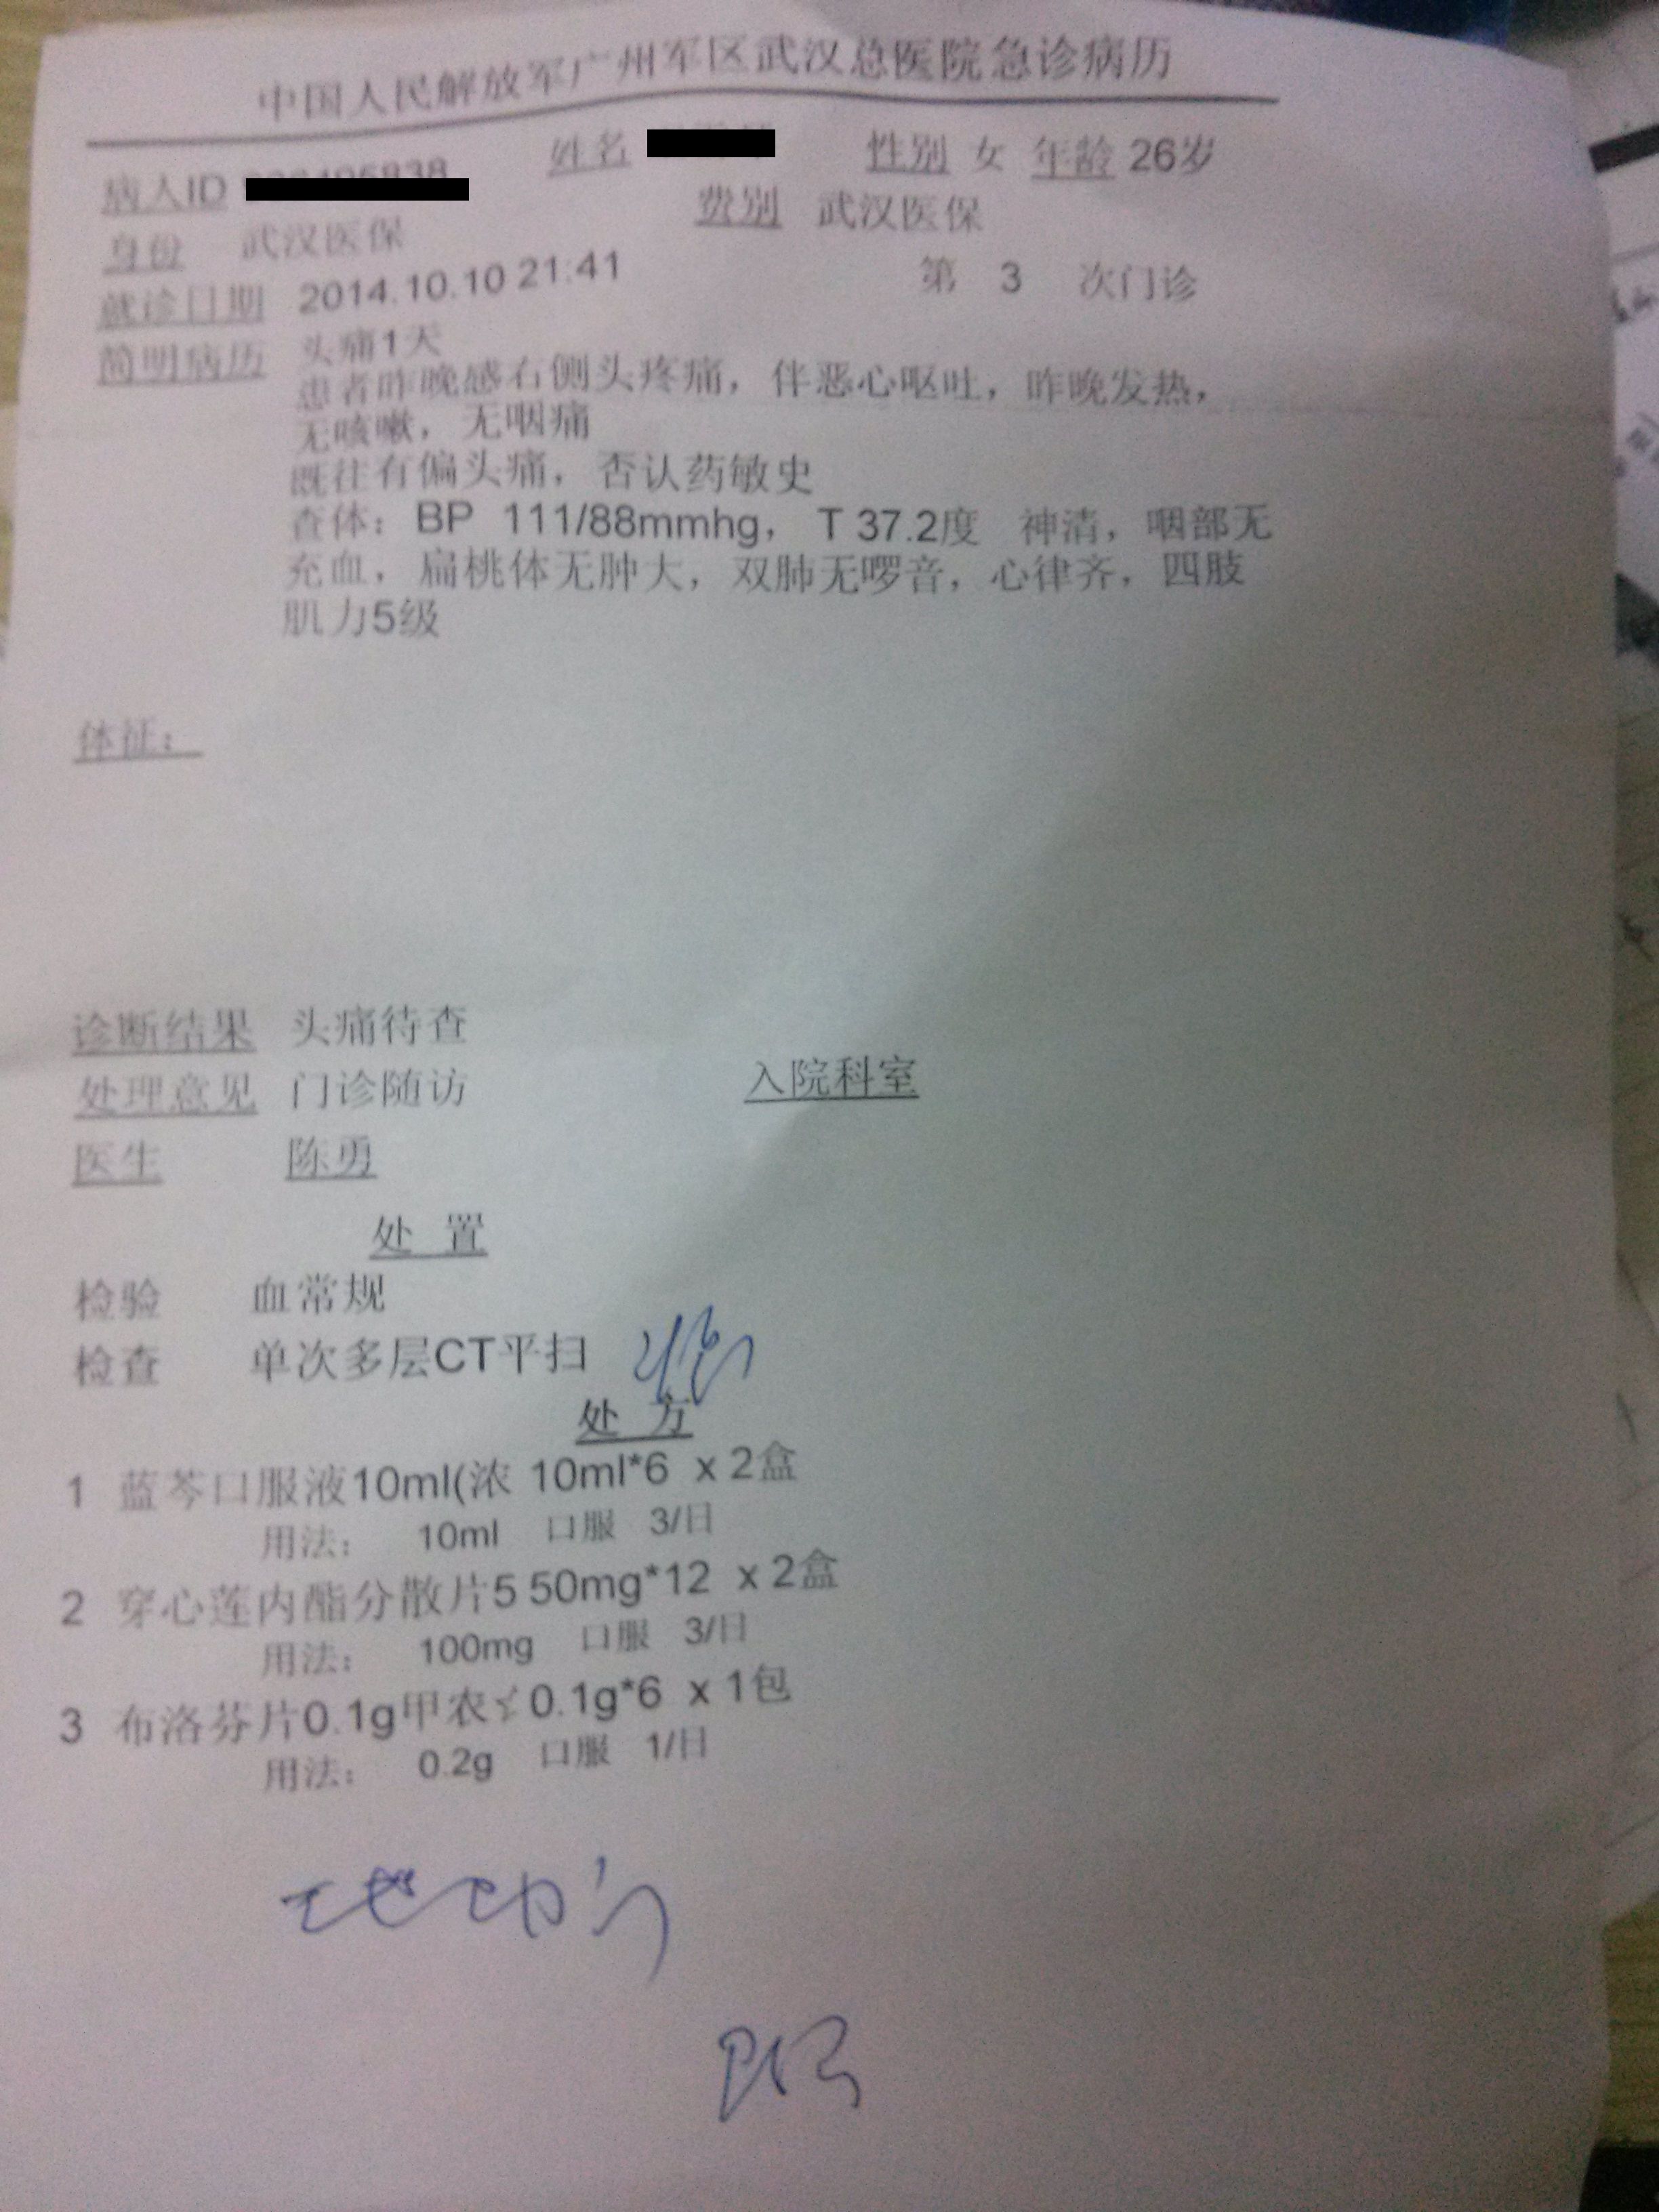 中国人民解放军广州军区武汉总医院急诊病历
姓名 性别 女 年龄 26岁
病人ID
身份 武汉医保 费别 武汉医保
就诊日期 2014.10.10 21:41 第 3 次门诊
简明病历 头痛1天
患者昨晚感右侧头疼痛，伴恶心呕吐，昨晚发热，
无咳嗽，无咽痛
既往有偏头痛，否认药敏史
查体：BP 111/88mmhg， T 37.2度 神清，咽部无
充血，扁桃体无肿大，双肺无啰音，心律齐，四肢
肌力5级
体征：
诊断结果 头痛待查
处理意见 门诊随访 入院科室
医生 陈勇
处 置
检验 血常规
检查 单次多层CT平扫
处 方
1 蓝芩口服液10ml(浓 10ml*6 x 2盒
用法： 10ml 口服 3/日
2 穿心莲内酯分散片5 50mg*12 x 2盒
用法： 100mg 口服 3/日
3 布洛芬片0.1g甲农 0.1g*6 x 1包
用法： 0.2g 口服 1/日